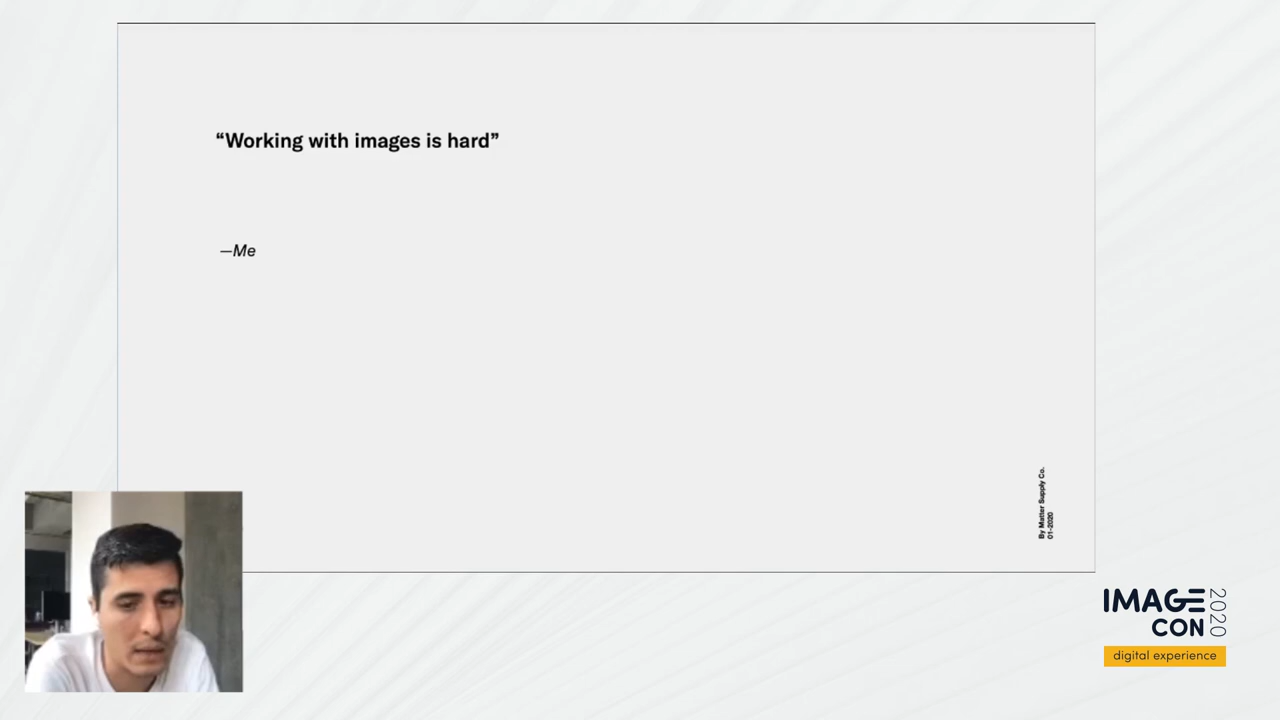 “Working with images is hard”
—Me
By Matter Supply Co.
01-2020
IMAGE
CON
2020
digital experience